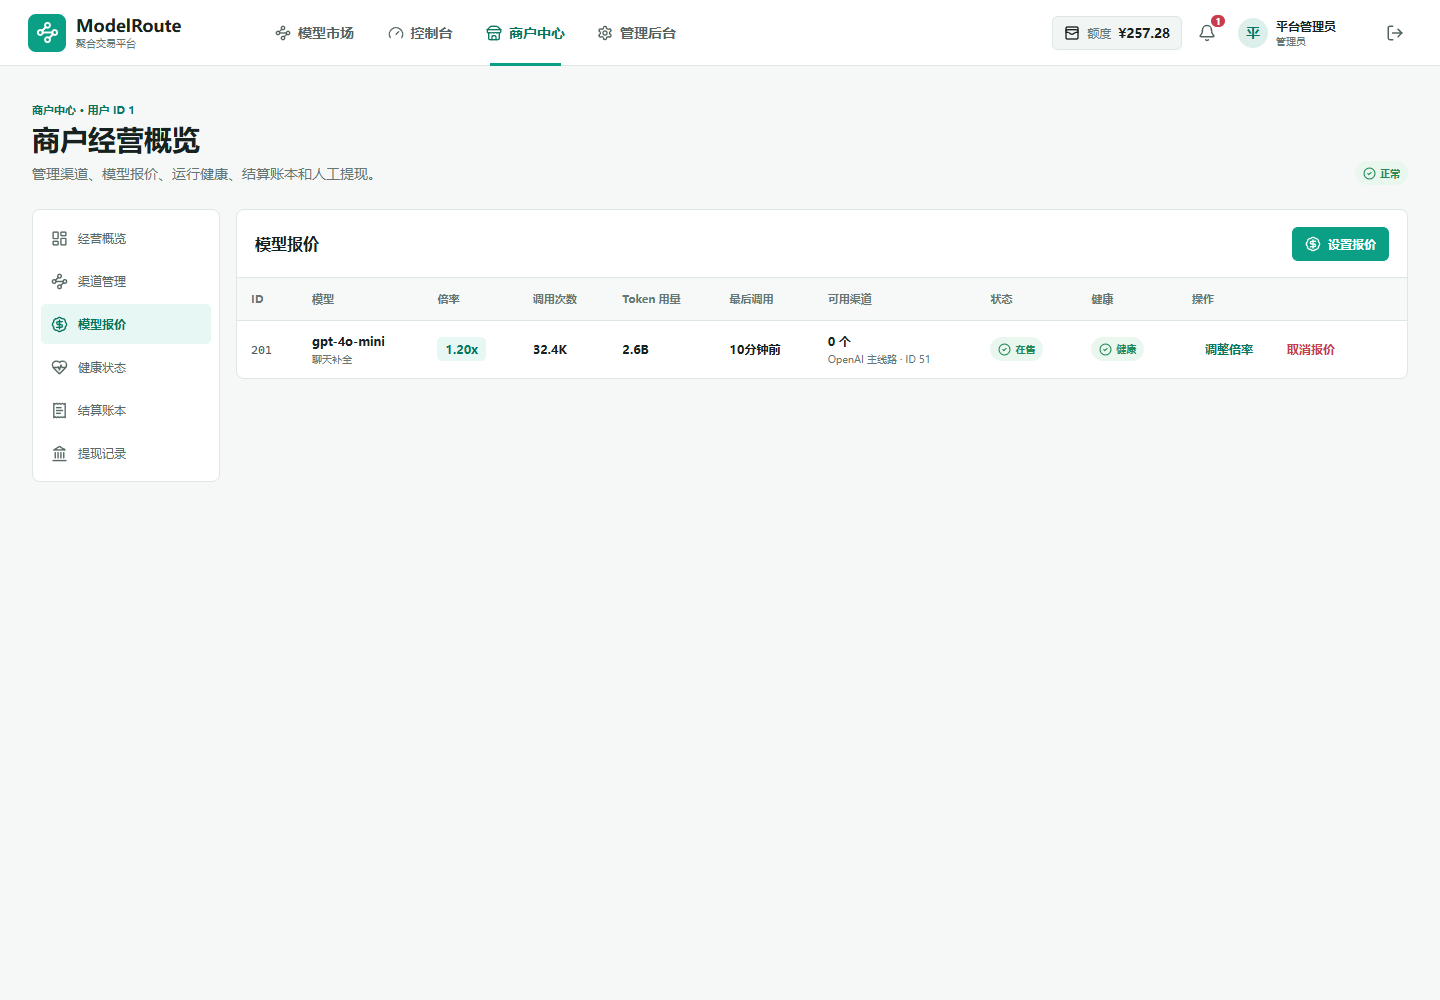 ModelRoute
聚合交易平台
模型市场
控制台
商户中心
管理后台
额度 ¥257.28
1
平
平台管理员
管理员
商户中心 • 用户 ID 1
商户经营概览
管理渠道、模型报价、运行健康、结算账本和人工提现。
正常
经营概览
渠道管理
模型报价
健康状态
结算账本
提现记录
模型报价
设置报价
ID 模型 倍率 调用次数 Token 用量 最后调用 可用渠道 状态 健康 操作
201 gpt-4o-mini 1.20x 32.4K 2.6B 10分钟前 0 个 在售 健康 调整倍率 取消报价
聊天补全 OpenAI 主线路 · ID 51